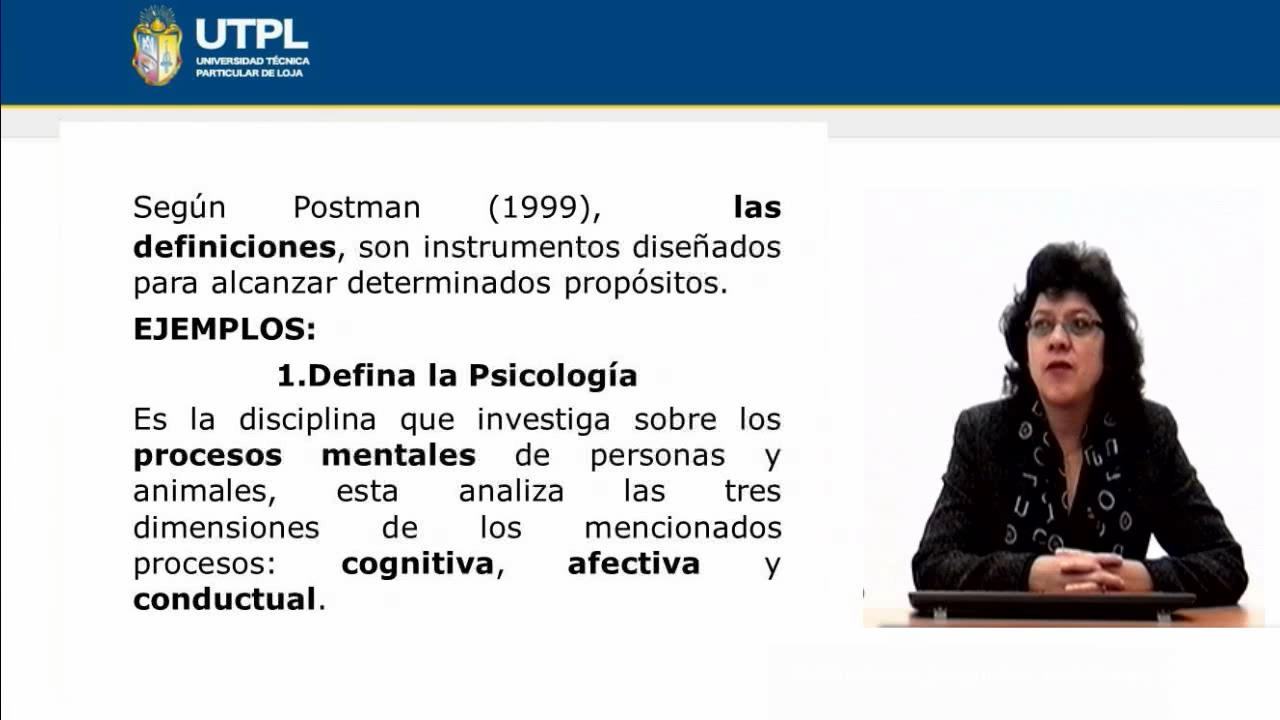 UTPL
UNIVERSIDAD TÉCNICA
PARTICULAR DE LOJA
Según Postman (1999), las
definiciones, son instrumentos diseñados
para alcanzar determinados propósitos.
EJEMPLOS:
1.Defina la Psicología
Es la disciplina que investiga sobre los
procesos mentales de personas y
animales, esta analiza las tres
dimensiones de los mencionados
procesos: cognitiva, afectiva y
conductual.